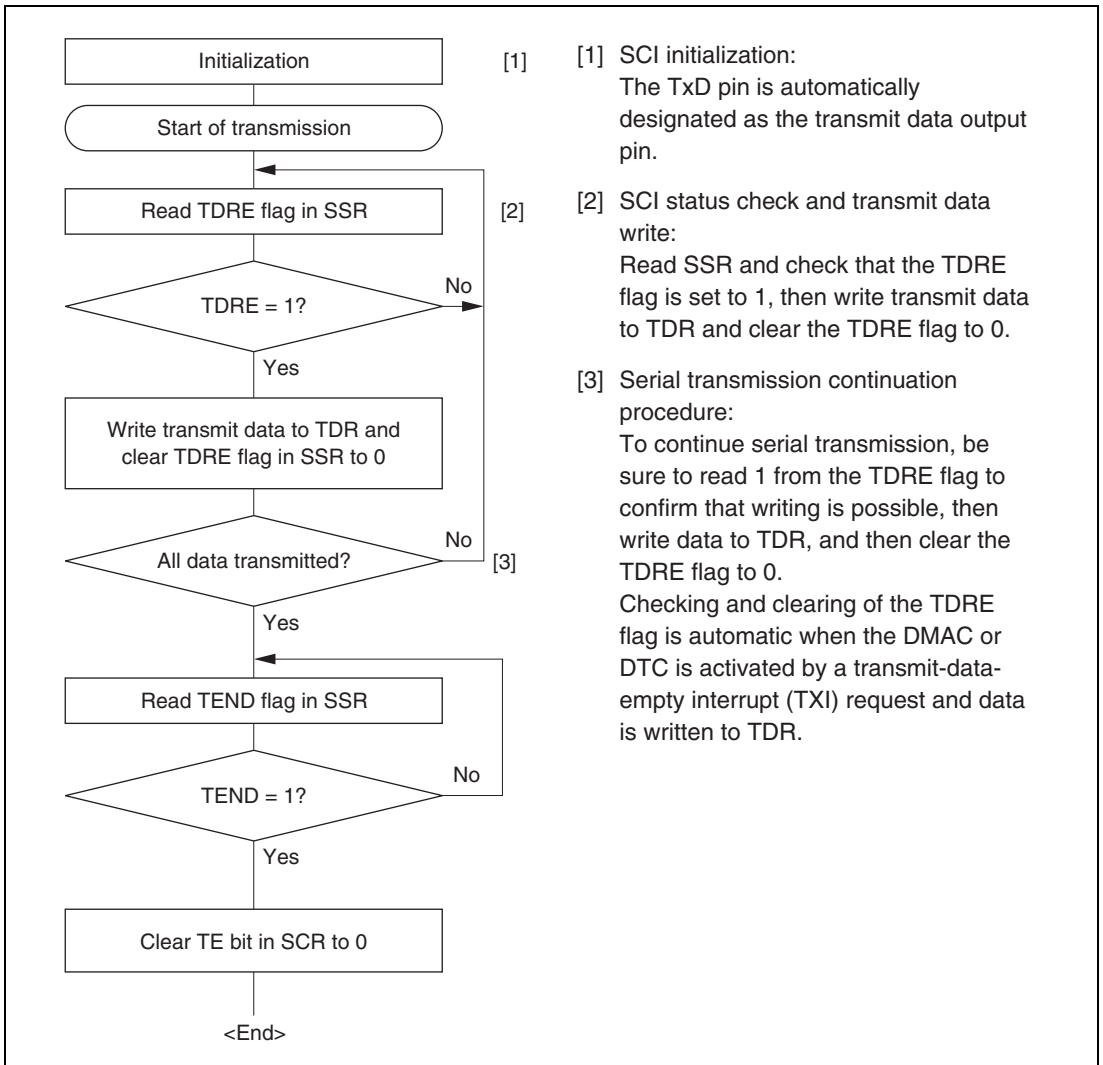 Initialization
[1]
Start of transmission
Read TDRE flag in SSR
[2]
No
TDRE = 1?
Yes
Write transmit data to TDR and
clear TDRE flag in SSR to 0
No
All data transmitted?
[3]
Yes
Read TEND flag in SSR
No
TEND = 1?
Yes
Clear TE bit in SCR to 0
<End>
[1] SCI initialization:
The TxD pin is automatically
designated as the transmit data output
pin.
[2] SCI status check and transmit data
write:
Read SSR and check that the TDRE
flag is set to 1, then write transmit data
to TDR and clear the TDRE flag to 0.
[3] Serial transmission continuation
procedure:
To continue serial transmission, be
sure to read 1 from the TDRE flag to
confirm that writing is possible, then
write data to TDR, and then clear the
TDRE flag to 0.
Checking and clearing of the TDRE
flag is automatic when the DMAC or
DTC is activated by a transmit-data-
empty interrupt (TXI) request and data
is written to TDR.